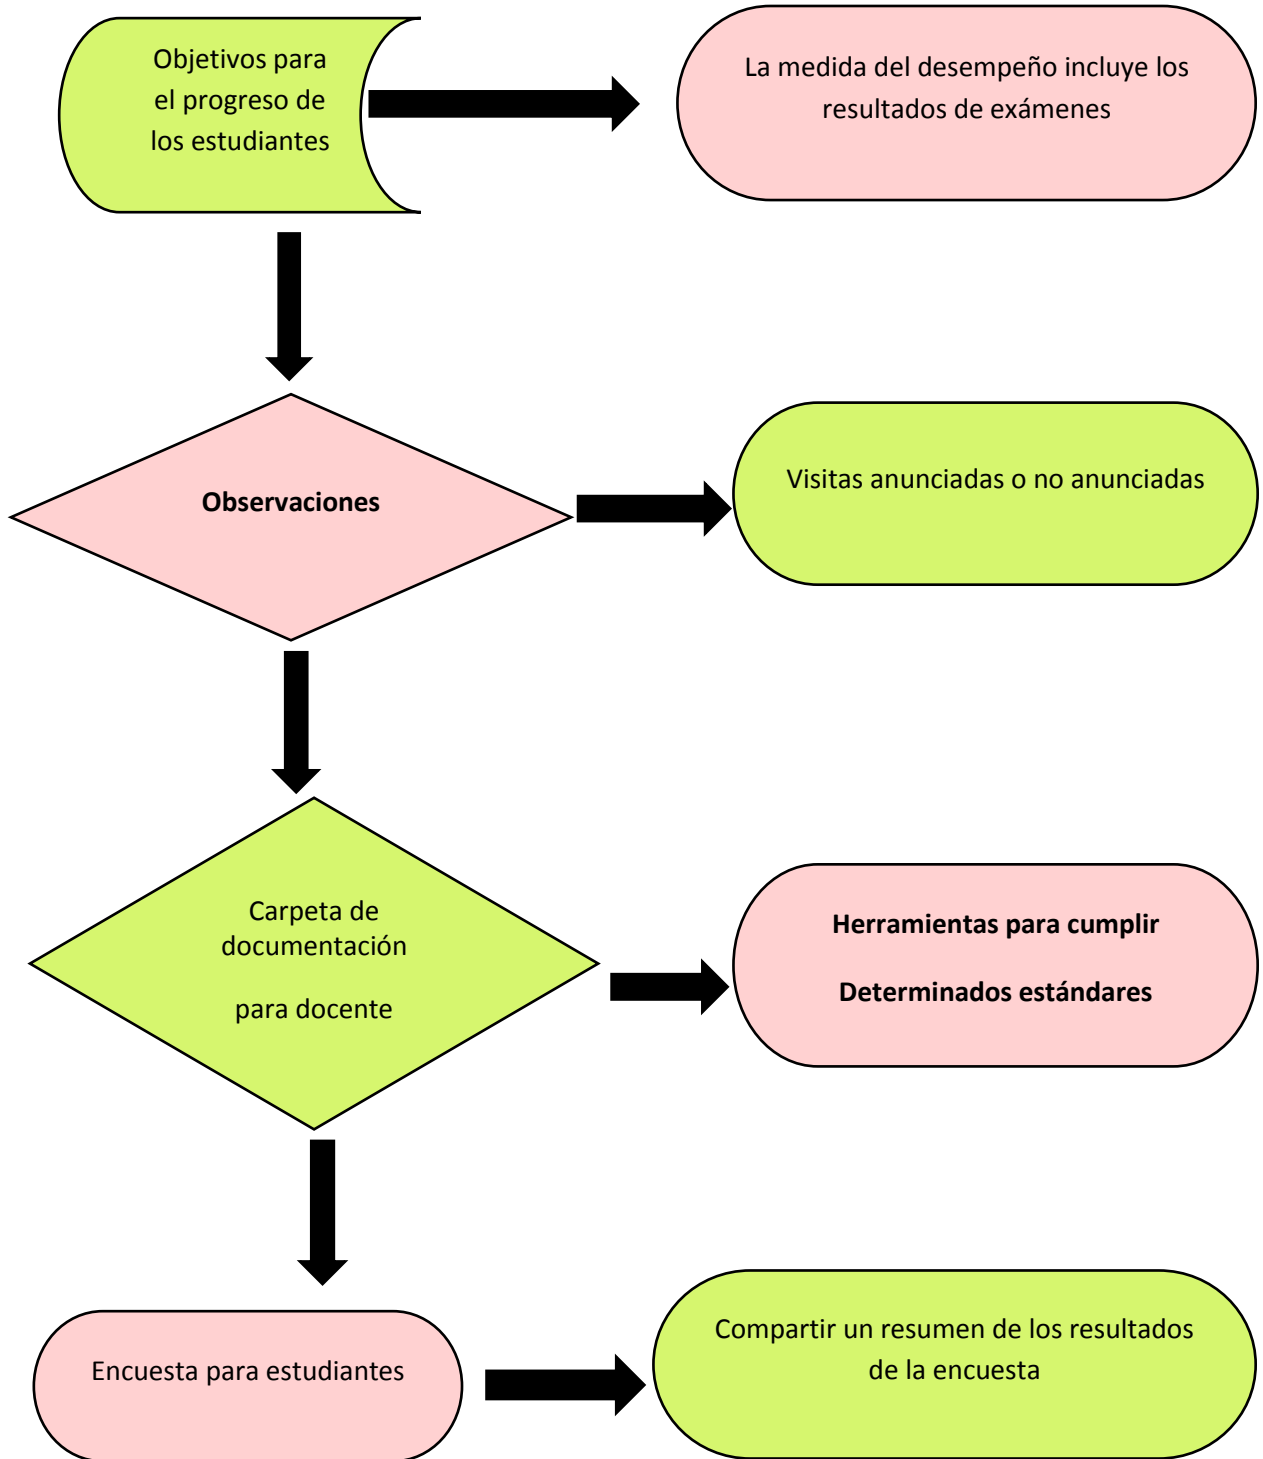 Objetivos para
el progreso de
los estudiantes
La medida del desempeño incluye los
resultados de exámenes
Observaciones
Visitas anunciadas o no anunciadas
Carpeta de
documentación
para docente
Herramientas para cumplir
Determinados estándares
Encuesta para estudiantes
Compartir un resumen de los resultados
de la encuesta